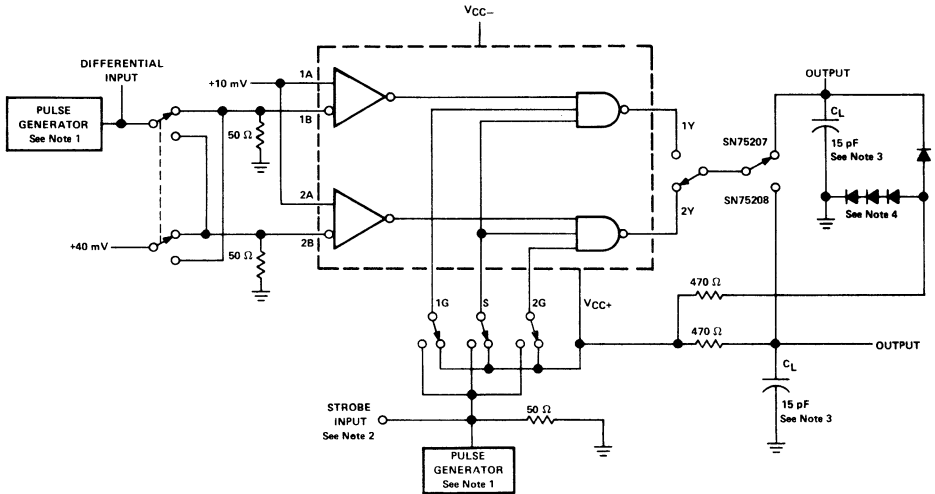 VCC−
DIFFERENTIAL
INPUT
PULSE
GENERATOR
See Note 1
+10 mV
1A
1B
50 Ω
2A
2B
+40 mV
50 Ω
1Y
2Y
SN75207
SN75208
OUTPUT
CL
15 pF
See Note 3
See Note 4
1G
S
2G
VCC+
470 Ω
470 Ω
OUTPUT
CL
15 pF
See Note 3
STROBE
INPUT
See Note 2
50 Ω
PULSE
GENERATOR
See Note 1